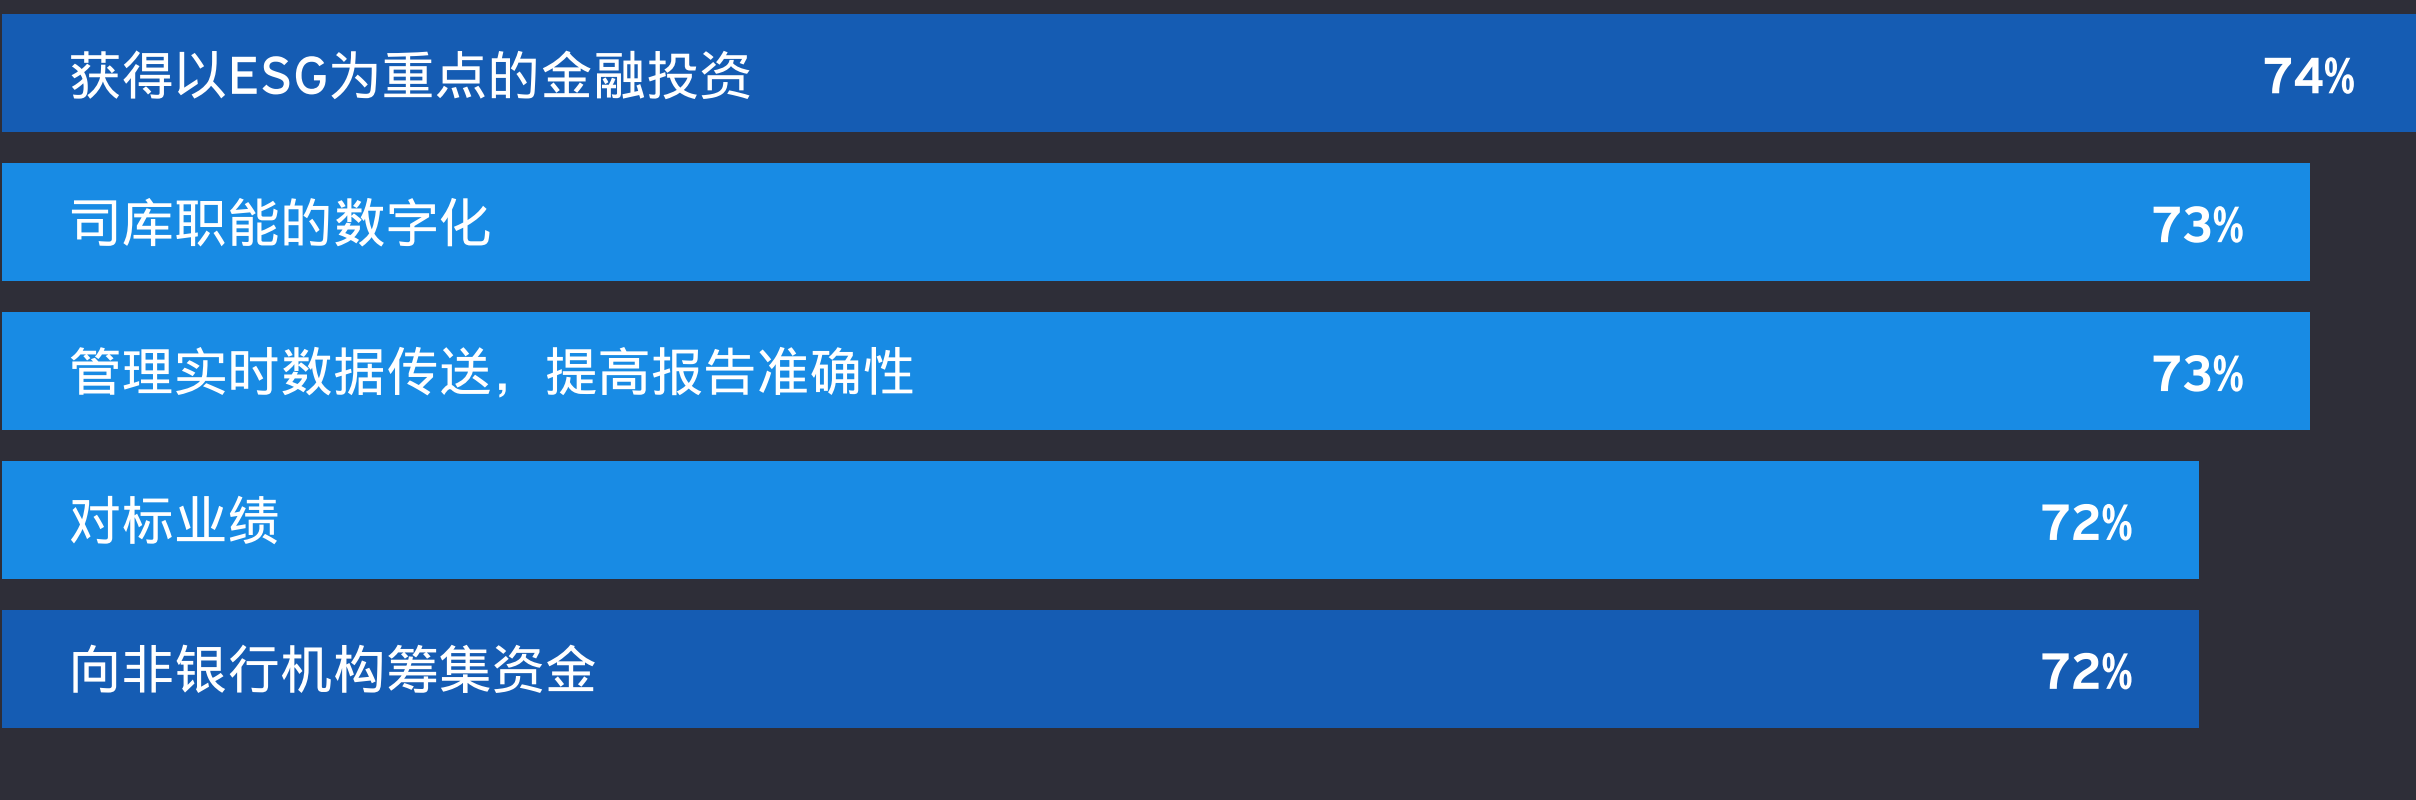 获得以ESG为重点的金融投资 74%
司库职能的数字化 73%
管理实时数据传送，提高报告准确性 73%
对标业绩 72%
向非银行机构筹集资金 72%